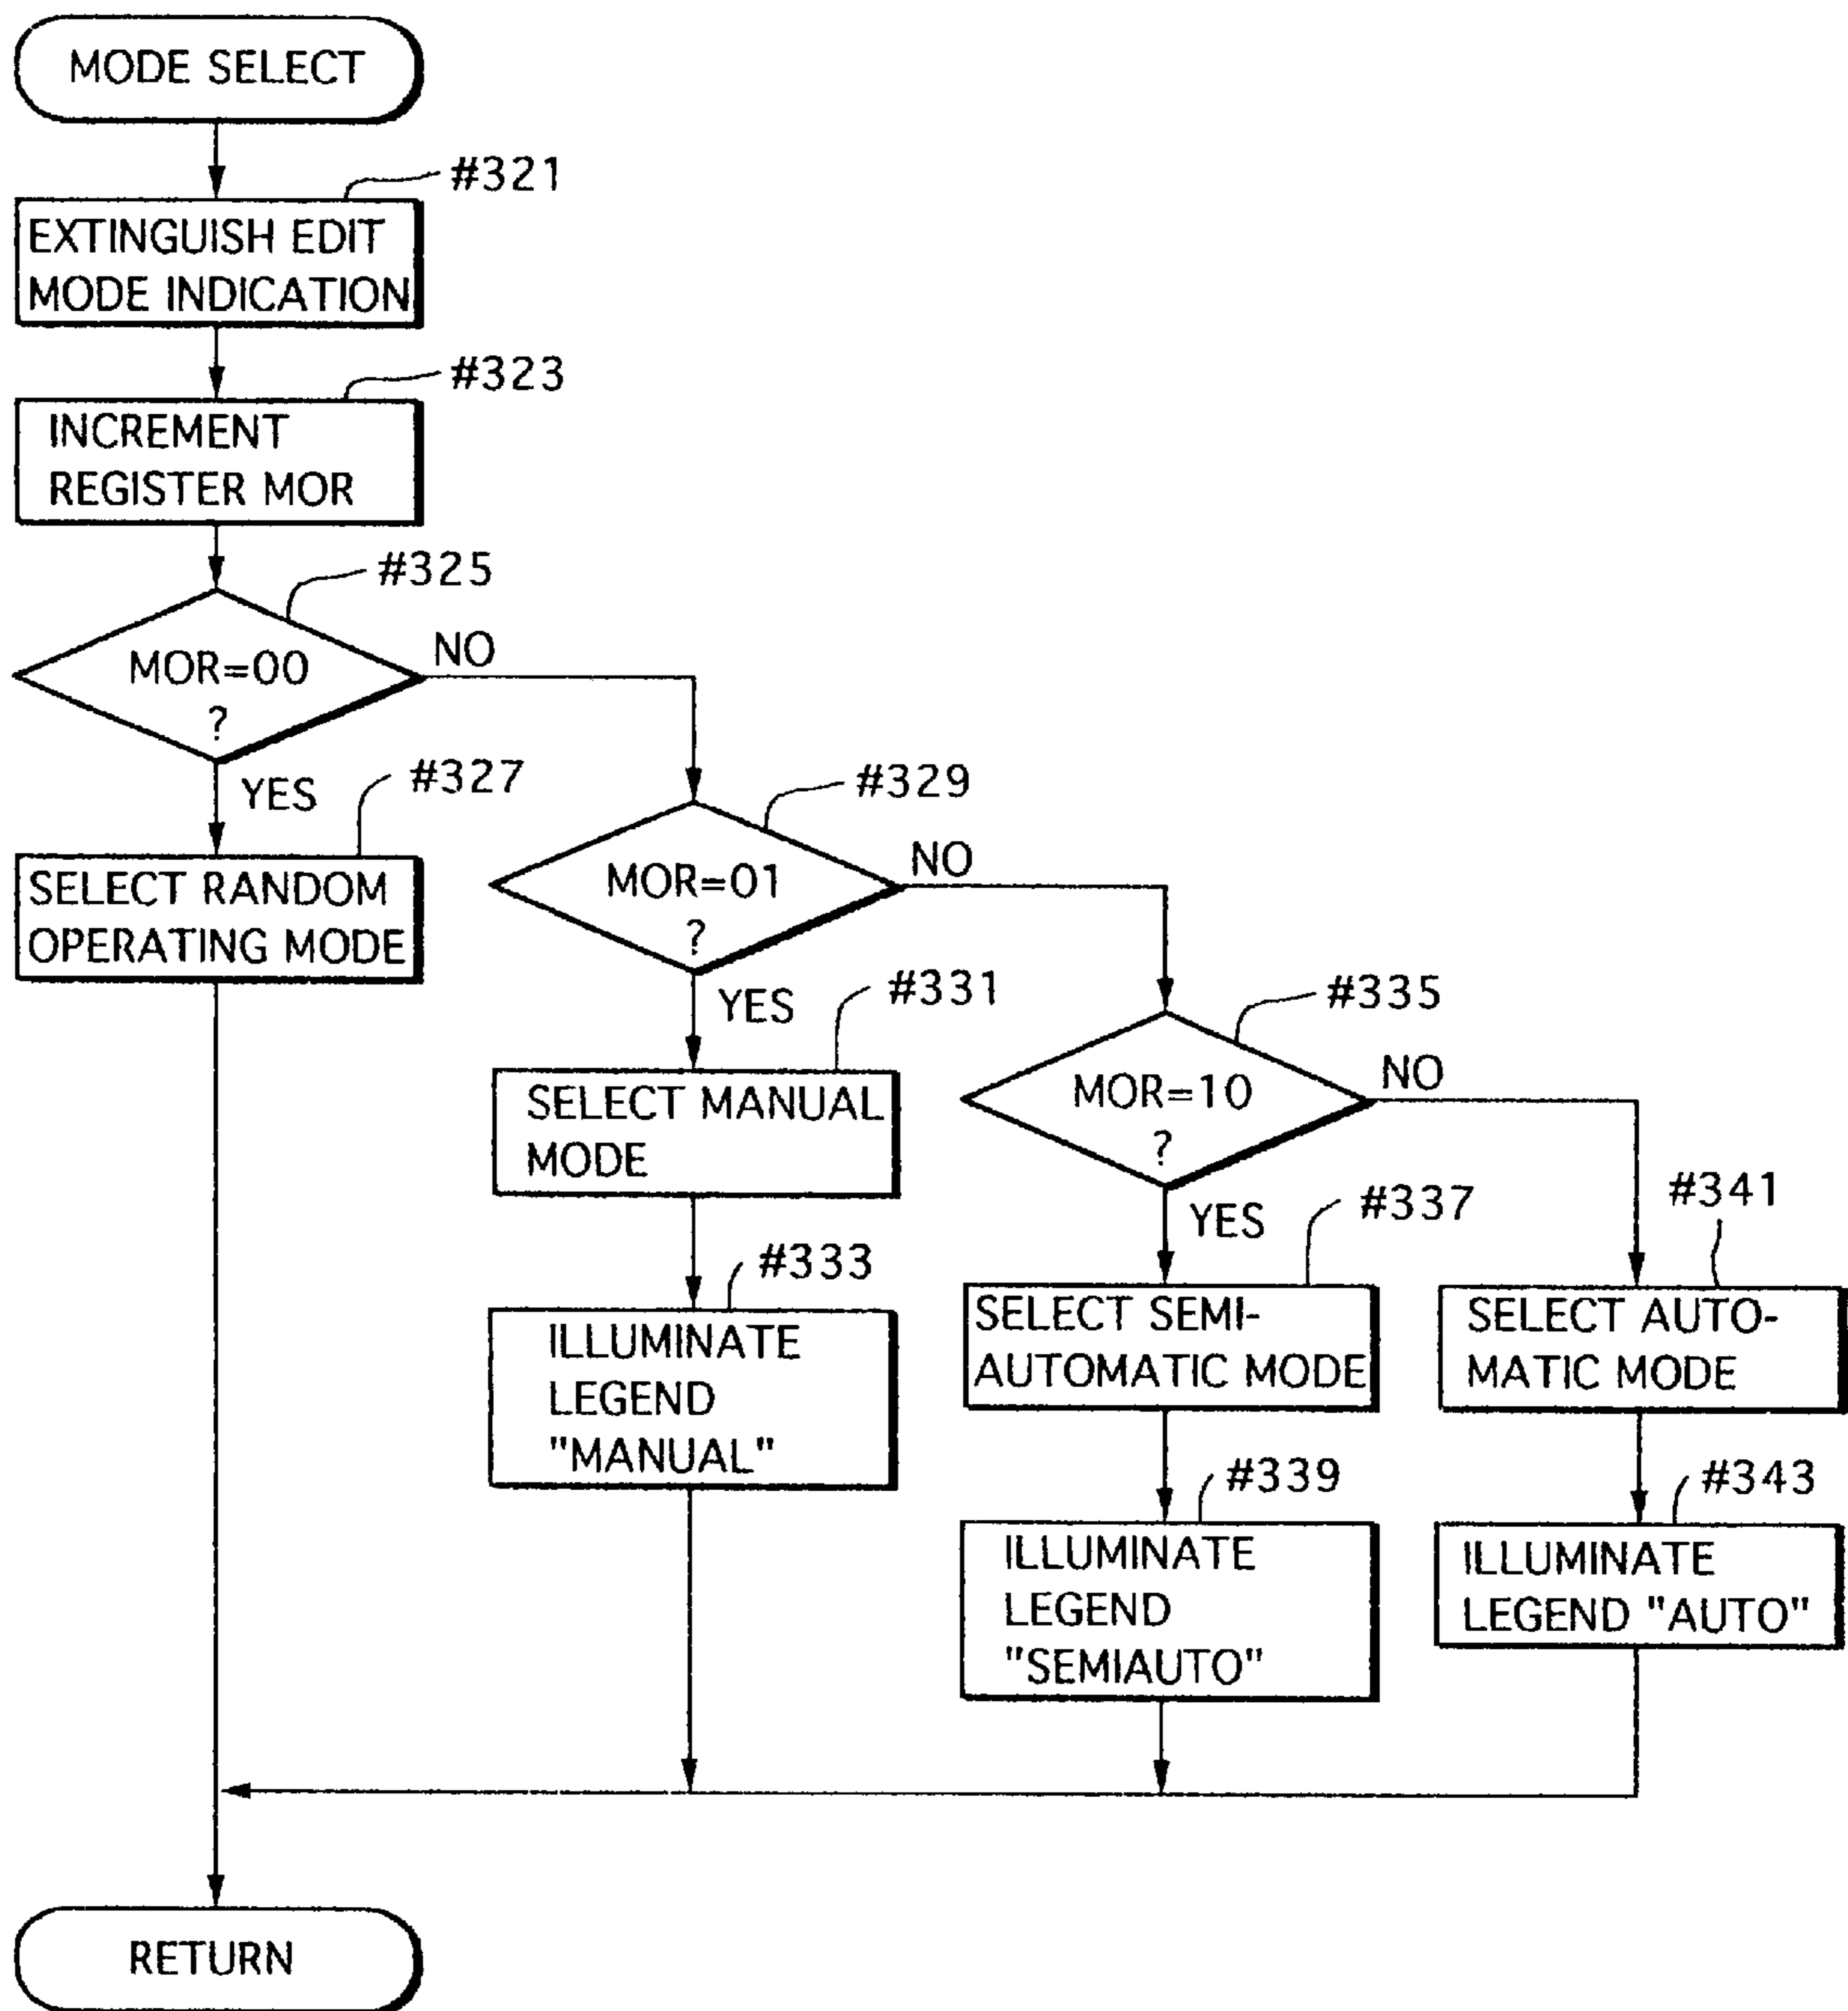 MODE SELECT
#321
EXTINGUISH EDIT
MODE INDICATION
#323
INCREMENT
REGISTER MOR
#325
MOR=00
?
NO
YES
#327
SELECT RANDOM
OPERATING MODE
#329
MOR=01
?
NO
YES
#331
SELECT MANUAL
MODE
#333
ILLUMINATE
LEGEND
"MANUAL"
#335
MOR=10
?
NO
YES
#337
SELECT SEMI-
AUTOMATIC MODE
#339
ILLUMINATE
LEGEND
"SEMIAUTO"
#341
SELECT AUTO-
MATIC MODE
#343
ILLUMINATE
LEGEND "AUTO"
RETURN